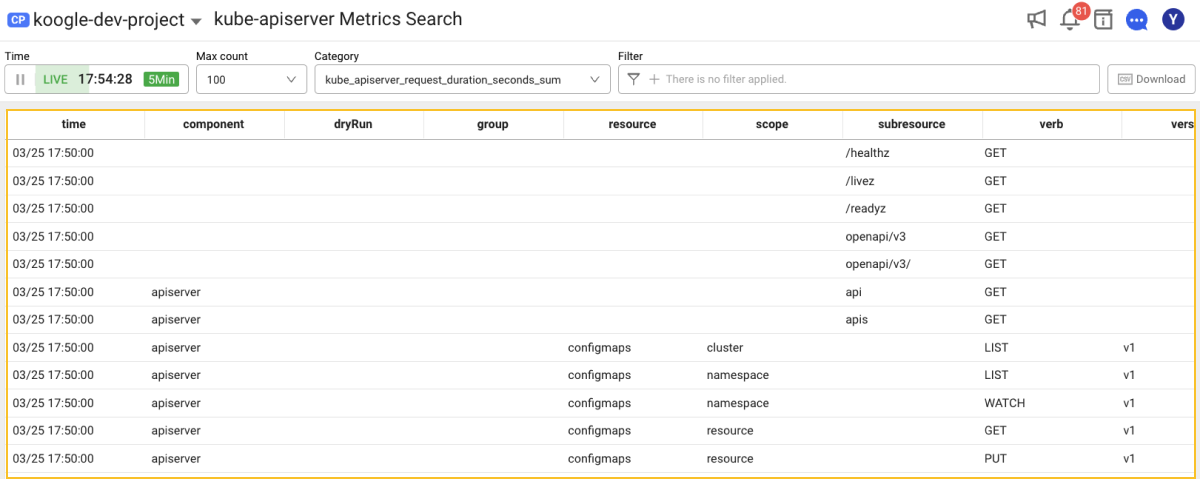 CP koogle-dev-project kube-apiserver Metrics Search 81 Y
Time Max count Category Filter
LIVE 17:54:28 5Min 100 kube_apiserver_request_duration_seconds_sum There is no filter applied. CSV Download
time component dryRun group resource scope subresource verb vers
03/25 17:50:00 /healthz GET
03/25 17:50:00 /livez GET
03/25 17:50:00 /readyz GET
03/25 17:50:00 openapi/v3 GET
03/25 17:50:00 openapi/v3/ GET
03/25 17:50:00 apiserver api GET
03/25 17:50:00 apiserver apis GET
03/25 17:50:00 apiserver configmaps cluster LIST v1
03/25 17:50:00 apiserver configmaps namespace LIST v1
03/25 17:50:00 apiserver configmaps namespace WATCH v1
03/25 17:50:00 apiserver configmaps resource GET v1
03/25 17:50:00 apiserver configmaps resource PUT v1